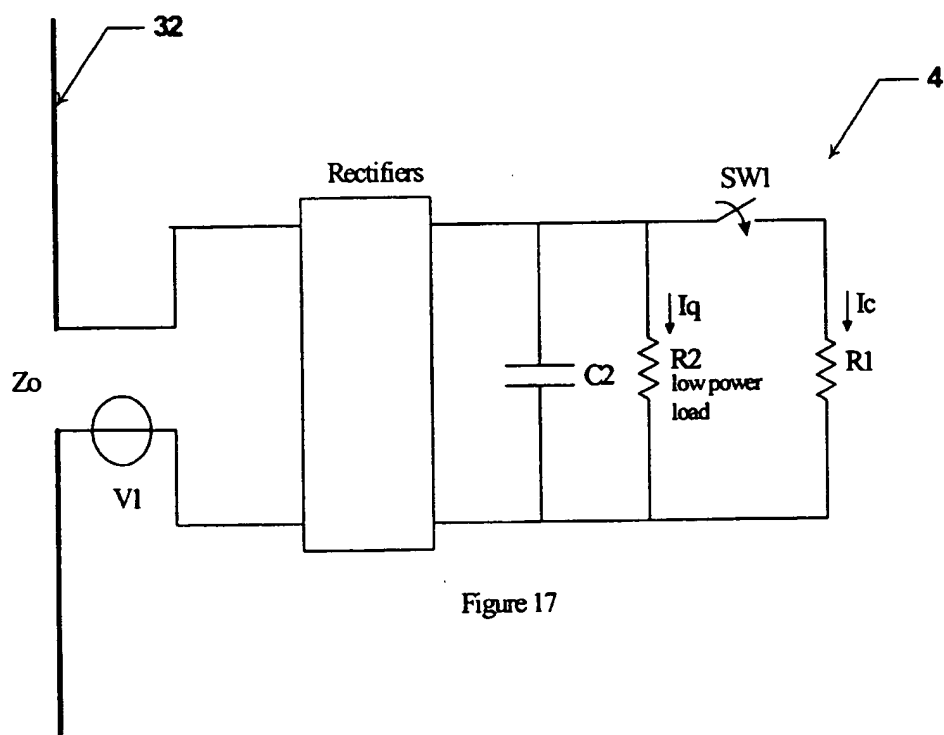 32
4
Rectifiers
SW1
Iq
Ic
Zo
C2
R2
low power
load
R1
V1
Figure 17